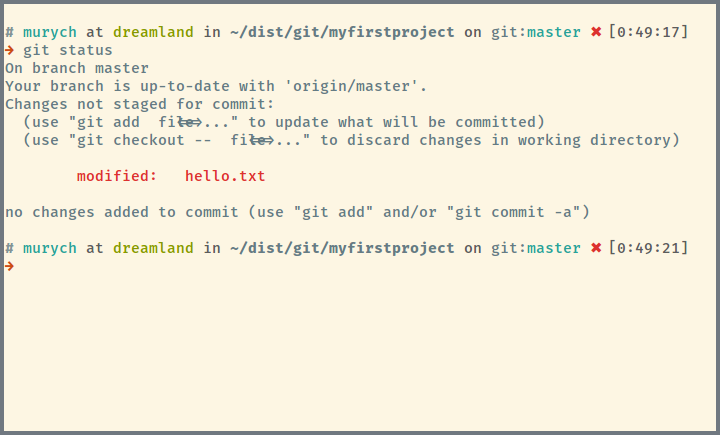 # murych at dreamland in ~/dist/git/myfirstproject on git:master ✖ [0:49:17]
➜ git status
On branch master
Your branch is up-to-date with 'origin/master'.
Changes not staged for commit:
(use "git add <file>..." to update what will be committed)
(use "git checkout -- <file>..." to discard changes in working directory)
modified: hello.txt
no changes added to commit (use "git add" and/or "git commit -a")
# murych at dreamland in ~/dist/git/myfirstproject on git:master ✖ [0:49:21]
➜